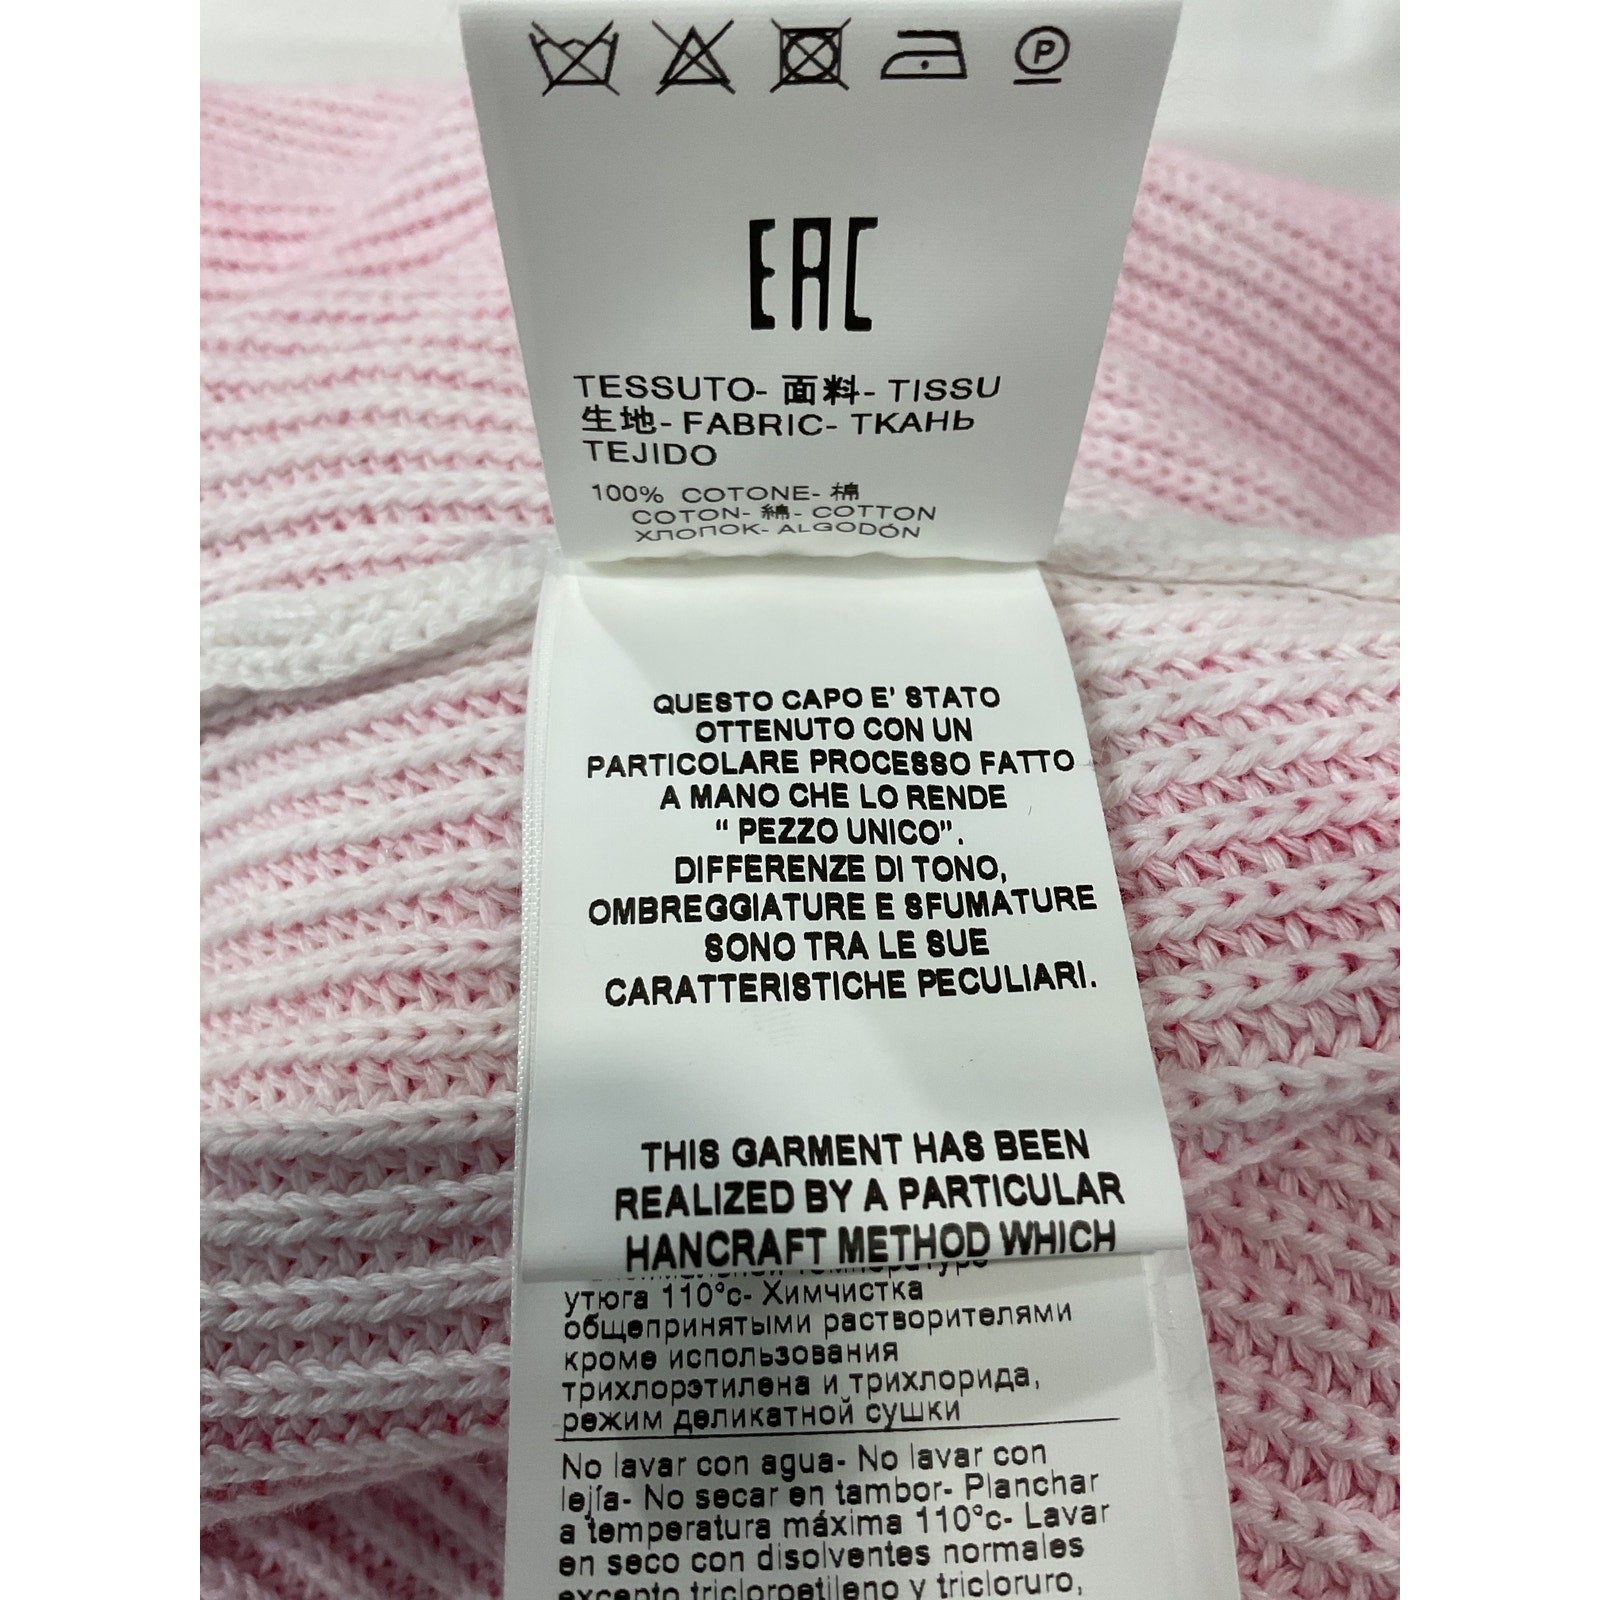 P
EAC
TESSUTO- 面料- TISSU
生地- FABRIC- ТКАНЬ
TEJIDO
100% COTONE- 棉
COTON- 綿- COTTON
ХЛОПОК- ALGODÓN
QUESTO CAPO E' STATO
OTTENUTO CON UN
PARTICOLARE PROCESSO FATTO
A MANO CHE LO RENDE
“ PEZZO UNICO”.
DIFFERENZE DI TONO,
OMBREGGIATURE E SFUMATURE
SONO TRA LE SUE
CARATTERISTICHE PECULIARI.
THIS GARMENT HAS BEEN
REALIZED BY A PARTICULAR
HANCRAFT METHOD WHICH
температуре
утюга 110°c- Химчистка
общепринятыми растворителями
кроме использования
трихлорэтилена и трихлорида,
режим деликатной сушки
No lavar con agua- No lavar con
lejía- No secar en tambor- Planchar
a temperatura máxima 110°c- Lavar
en seco con disolventes normales
excepto tricloroetileno y tricloruro,